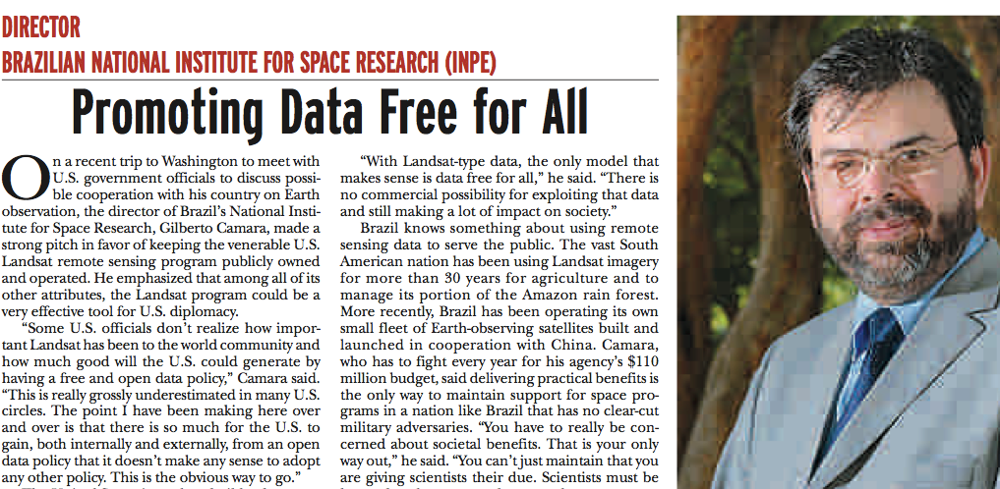 DIRECTOR
BRAZILIAN NATIONAL INSTITUTE FOR SPACE RESEARCH (INPE)
Promoting Data Free for All
On a recent trip to Washington to meet with
U.S. government officials to discuss possi-
ble cooperation with his country on Earth
observation, the director of Brazil’s National Insti-
tute for Space Research, Gilberto Camara, made a
strong pitch in favor of keeping the venerable U.S.
Landsat remote sensing program publicly owned
and operated. He emphasized that among all of its
other attributes, the Landsat program could be a
very effective tool for U.S. diplomacy.
“Some U.S. officials don’t realize how impor-
tant Landsat has been to the world community and
how much good will the U.S. could generate by
having a free and open data policy,” Camara said.
“This is really grossly underestimated in many U.S.
circles. The point I have been making here over
and over is that there is so much for the U.S. to
gain, both internally and externally, from an open
data policy that it doesn’t make any sense to adopt
any other policy. This is the obvious way to go.”
“With Landsat-type data, the only model that
makes sense is data free for all,” he said. “There is
no commercial possibility for exploiting that data
and still making a lot of impact on society.”
Brazil knows something about using remote
sensing data to serve the public. The vast South
American nation has been using Landsat imagery
for more than 30 years for agriculture and to
manage its portion of the Amazon rain forest.
More recently, Brazil has been operating its own
small fleet of Earth-observing satellites built and
launched in cooperation with China. Camara,
who has to fight every year for his agency’s $110
million budget, said delivering practical benefits is
the only way to maintain support for space pro-
grams in a nation like Brazil that has no clear-cut
military adversaries. “You have to really be con-
cerned about societal benefits. That is your only
way out,” he said. “You can’t just maintain that you
are giving scientists their due. Scientists must be